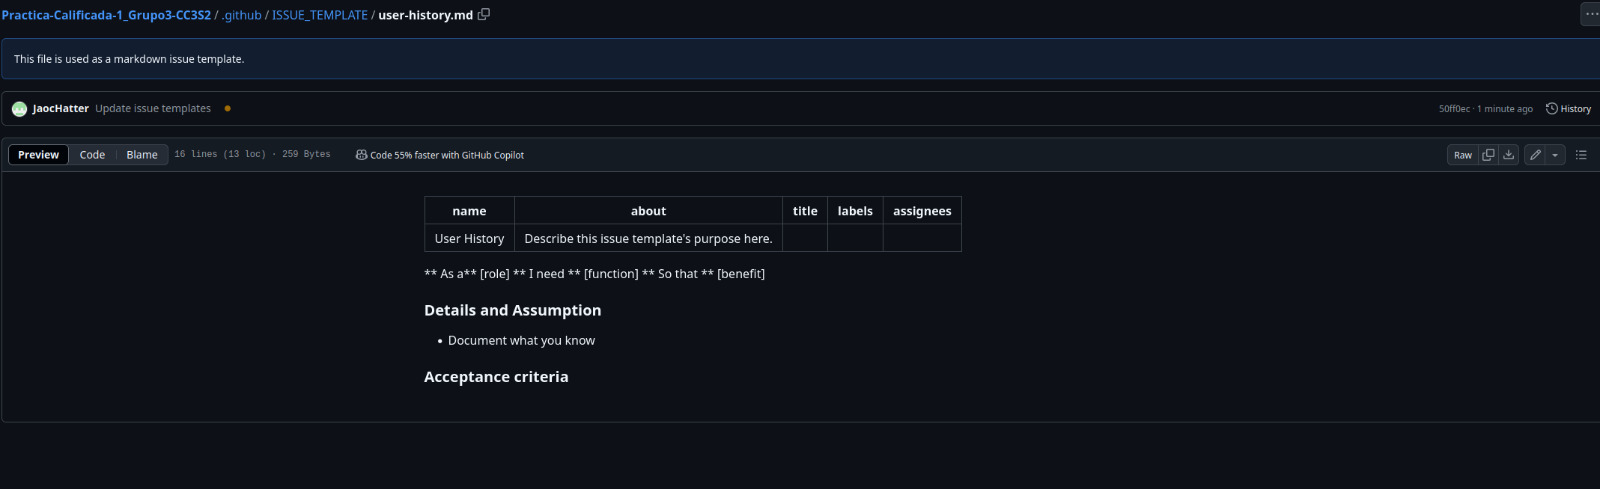 Practica-Calificada-1_Grupo3-CC3S2 / .github / ISSUE_TEMPLATE / user-history.md
This file is used as a markdown issue template.
JaocHatter Update issue templates 50ff0ec · 1 minute ago History
Preview Code Blame 16 lines (13 loc) · 259 Bytes Code 55% faster with GitHub Copilot Raw
name about title labels assignees
User History Describe this issue template's purpose here.
** As a** [role] ** I need ** [function] ** So that ** [benefit]
Details and Assumption
• Document what you know
Acceptance criteria